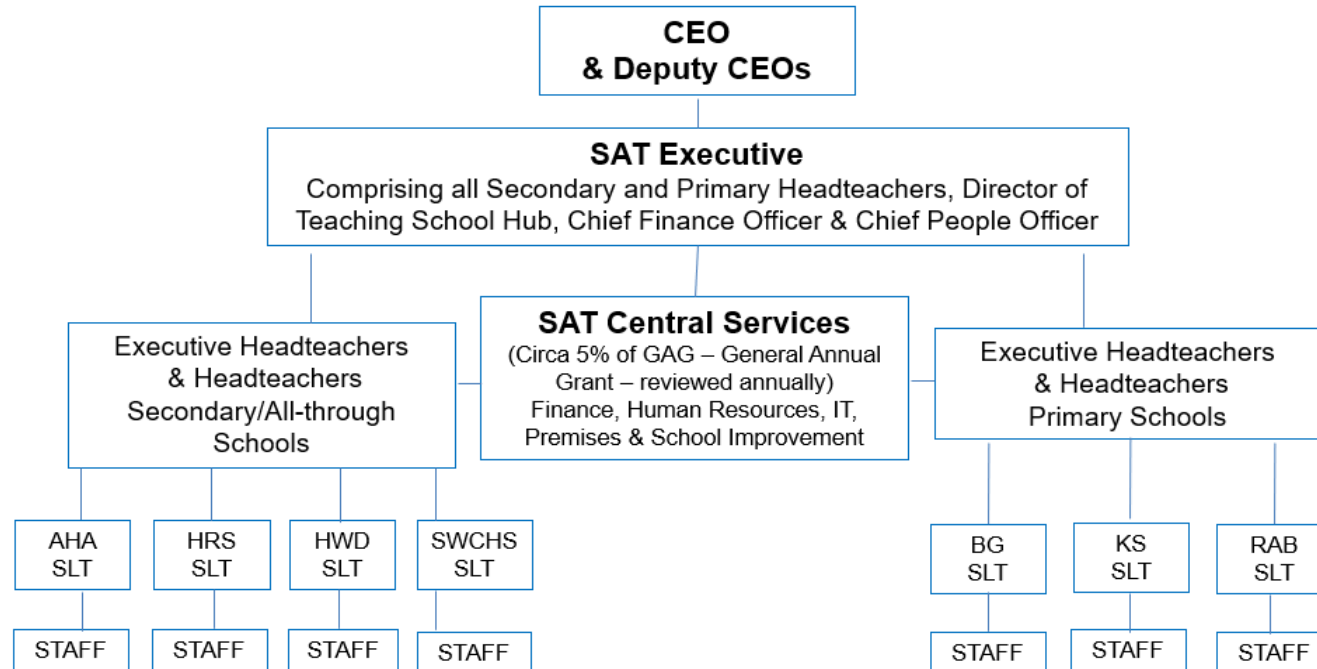 CEO
& Deputy CEOs
SAT Executive
Comprising all Secondary and Primary Headteachers, Director of
Teaching School Hub, Chief Finance Officer & Chief People Officer
Executive Headteachers
& Headteachers
Secondary/All-through
Schools
SAT Central Services
(Circa 5% of GAG – General Annual
Grant – reviewed annually)
Finance, Human Resources, IT,
Premises & School Improvement
Executive Headteachers
& Headteachers
Primary Schools
AHA
SLT
HRS
SLT
HWD
SLT
SWCHS
SLT
BG
SLT
KS
SLT
RAB
SLT
STAFF
STAFF
STAFF
STAFF
STAFF
STAFF
STAFF